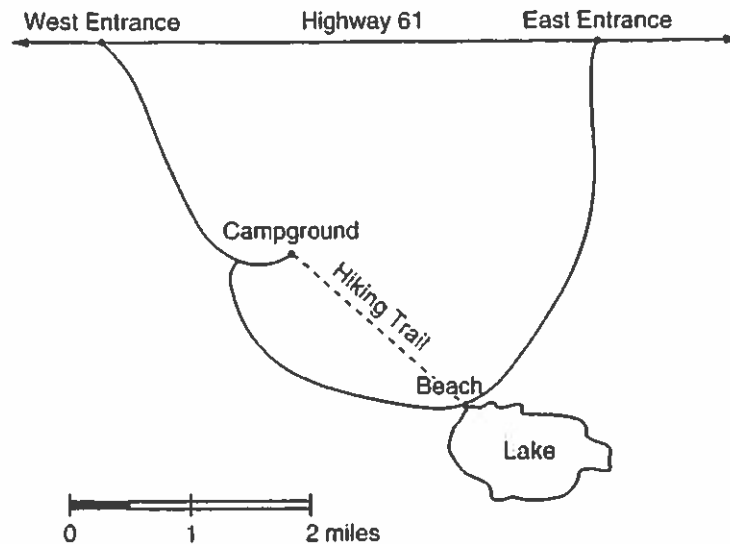 West Entrance Highway 61 East Entrance
Campground
Hiking Trail
Beach
Lake
0 1 2 miles